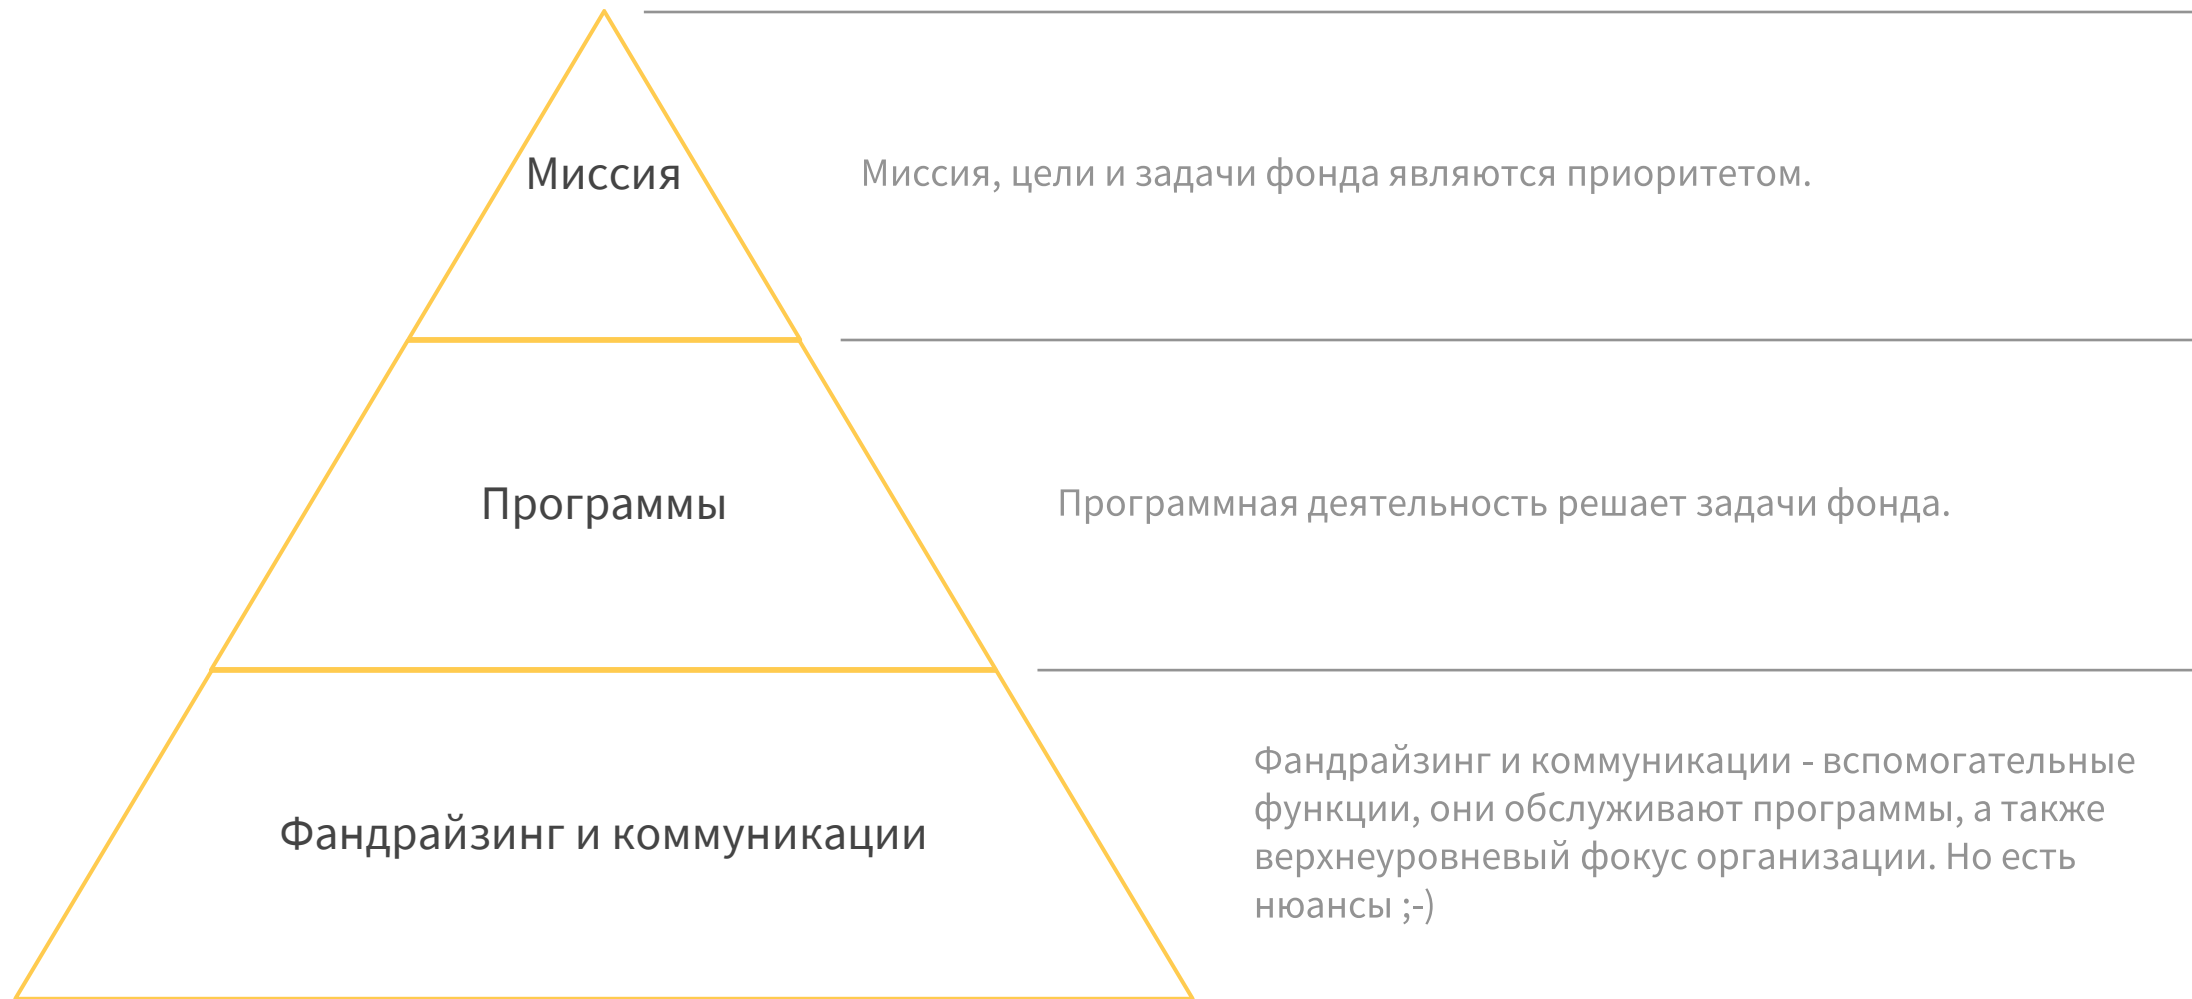 Миссия
Миссия, цели и задачи фонда являются приоритетом.
Программы
Программная деятельность решает задачи фонда.
Фандрайзинг и коммуникации
Фандрайзинг и коммуникации - вспомогательные
функции, они обслуживают программы, а также
верхнеуровневый фокус организации. Но есть
нюансы ;-)